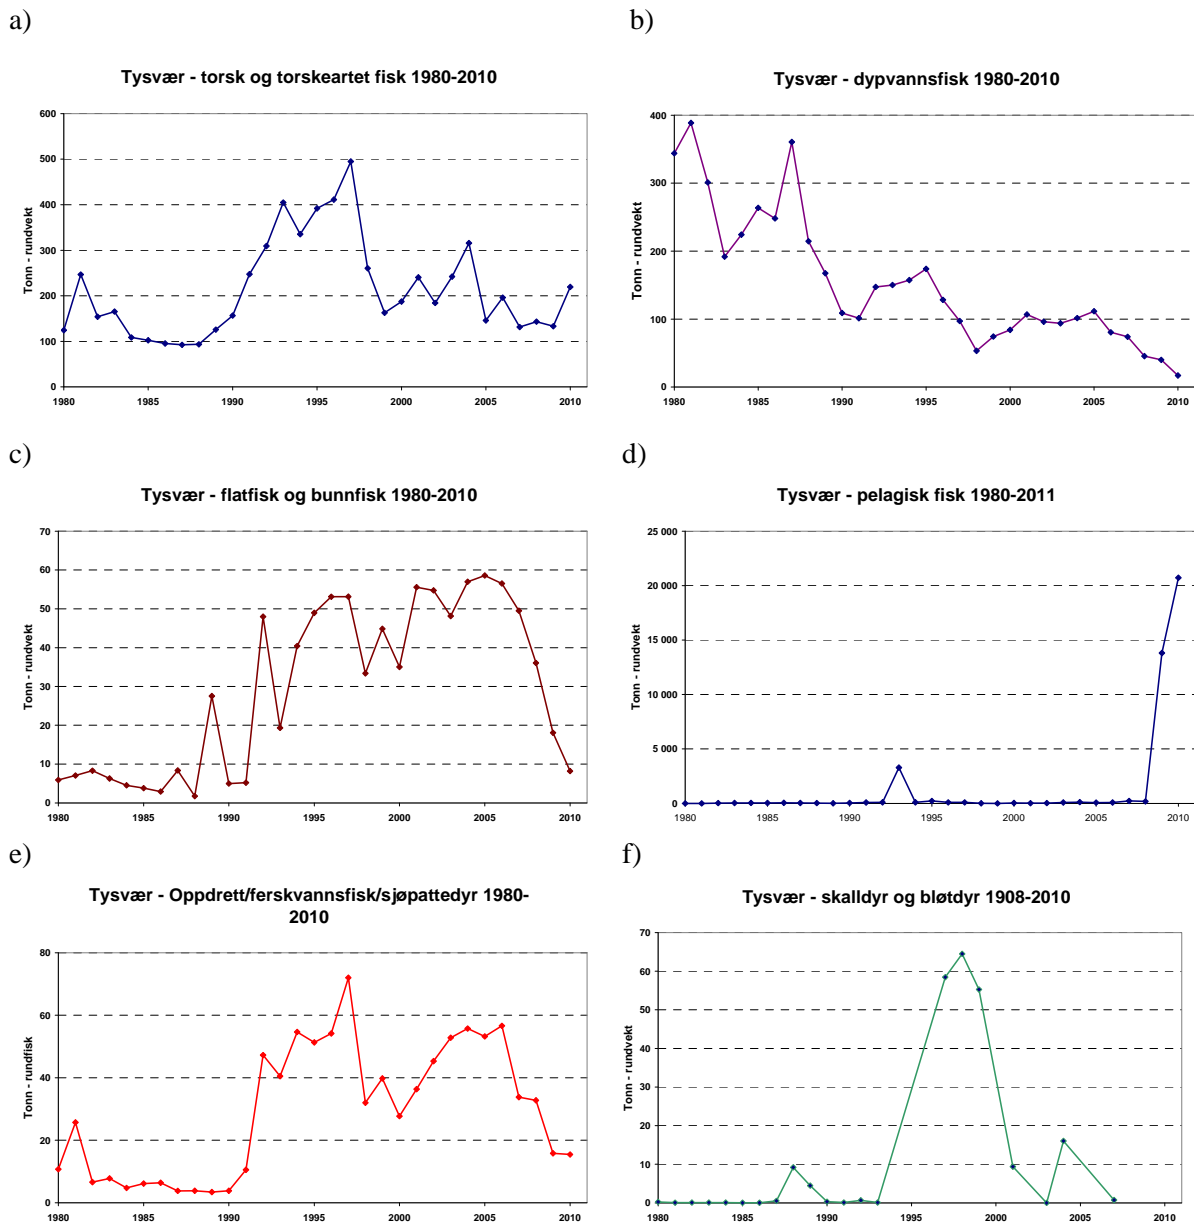 a)
b)
Tysvær - torsk og torskeartet fisk 1980-2010
600
500
400
300
200
100
0
Tonn - rundvekt
1980 1985 1990 1995 2000 2005 2010
Tysvær - dypvannsfisk 1980-2010
400
300
200
100
0
Tonn - rundvekt
1980 1985 1990 1995 2000 2005 2010
c)
d)
Tysvær - flatfisk og bunnfisk 1980-2010
70
60
50
40
30
20
10
0
Tonn - rundvekt
1980 1985 1990 1995 2000 2005 2010
Tysvær - pelagisk fisk 1980-2011
25 000
20 000
15 000
10 000
5 000
0
Tonn - rundvekt
1980 1985 1990 1995 2000 2005 2010
e)
f)
Tysvær - Oppdrett/ferskvannsfisk/sjøpattedyr 1980-
2010
80
60
40
20
0
Tonn - rundfisk
1980 1985 1990 1995 2000 2005 2010
Tysvær - skalldyr og bløtdyr 1908-2010
70
60
50
40
30
20
10
0
Tonn - rundvekt
1980 1985 1990 1995 2000 2005 2010